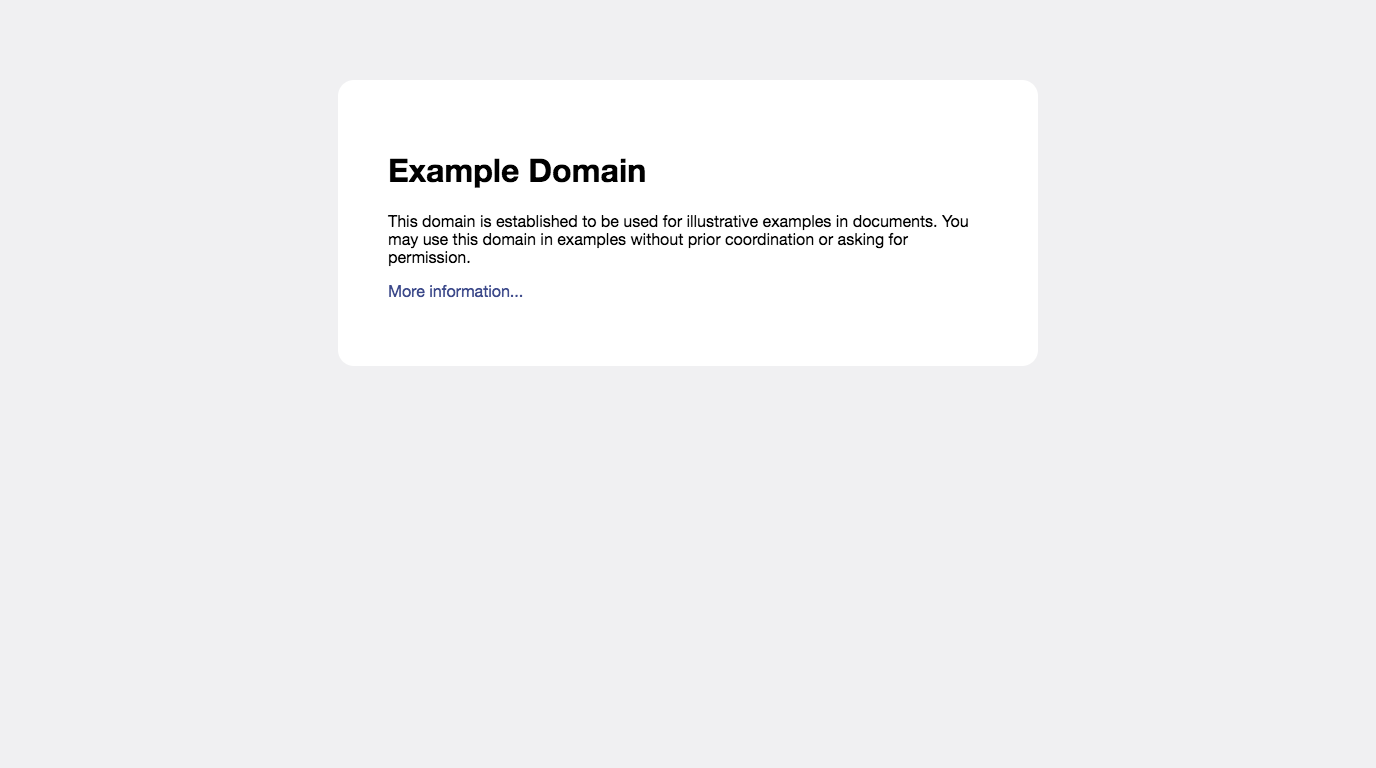 Example Domain
This domain is established to be used for illustrative examples in documents. You
may use this domain in examples without prior coordination or asking for
permission.
More information...